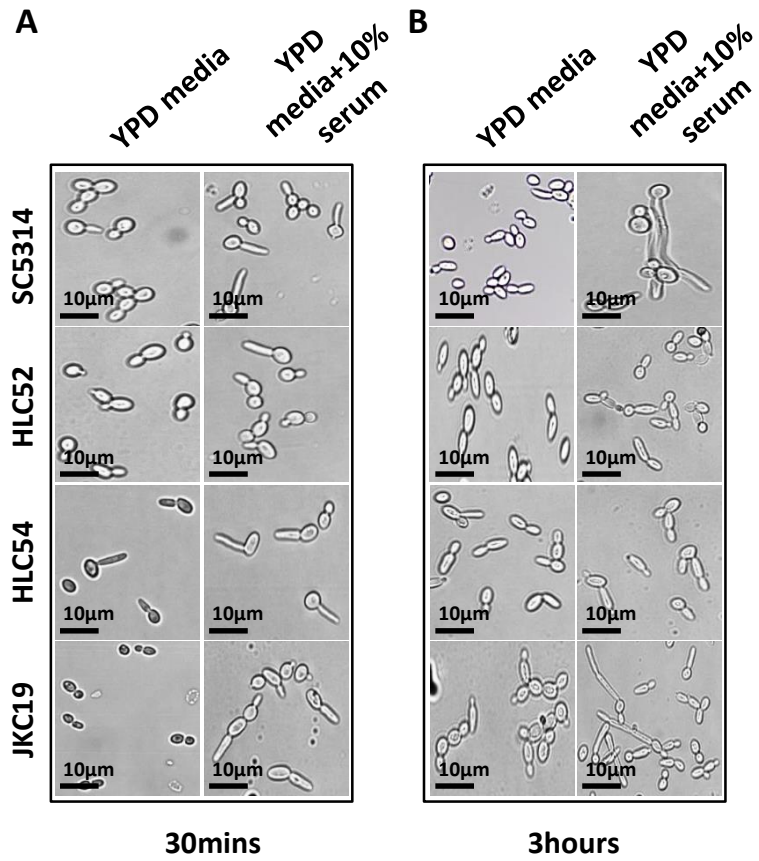 A
B
YPD media
YPD
media+10%
serum
YPD media
YPD
media+10%
serum
SC5314
10μm
10μm
10μm
10μm
HLC52
10μm
10μm
10μm
10μm
HLC54
10μm
10μm
10μm
10μm
JKC19
10μm
10μm
10μm
10μm
30mins
3hours